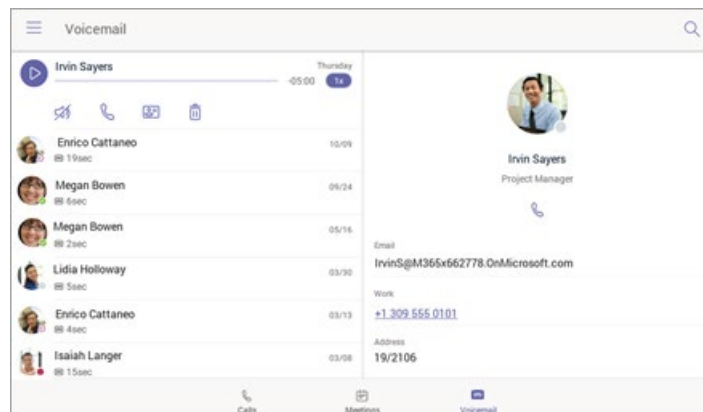 Voicemail
Irvin Sayers
Thursday
-05:00
1x
Enrico Cattaneo
10/09
19sec
Megan Bowen
09/24
6sec
Megan Bowen
05/16
2sec
Lidia Holloway
03/30
5sec
Enrico Cattaneo
03/13
4sec
Isaiah Langer
03/08
15sec
Irvin Sayers
Project Manager
Email
IrvinS@M365x662778.OnMicrosoft.com
Work
+1 309 555 0101
Address
19/2106
Calls
Meetings
Voicemail